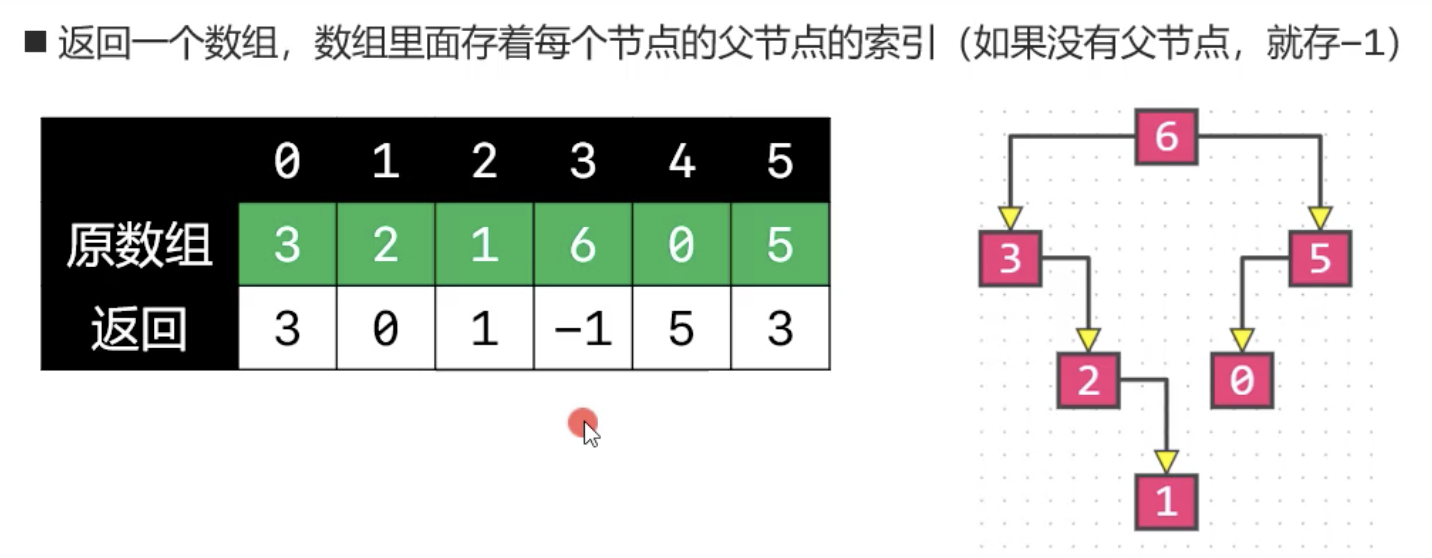 ■ 返回一个数组，数组里面存着每个节点的父节点的索引（如果没有父节点，就存-1）
0 1 2 3 4 5
原数组 3 2 1 6 0 5
返回 3 0 1 -1 5 3
6
3 5
2 0
1